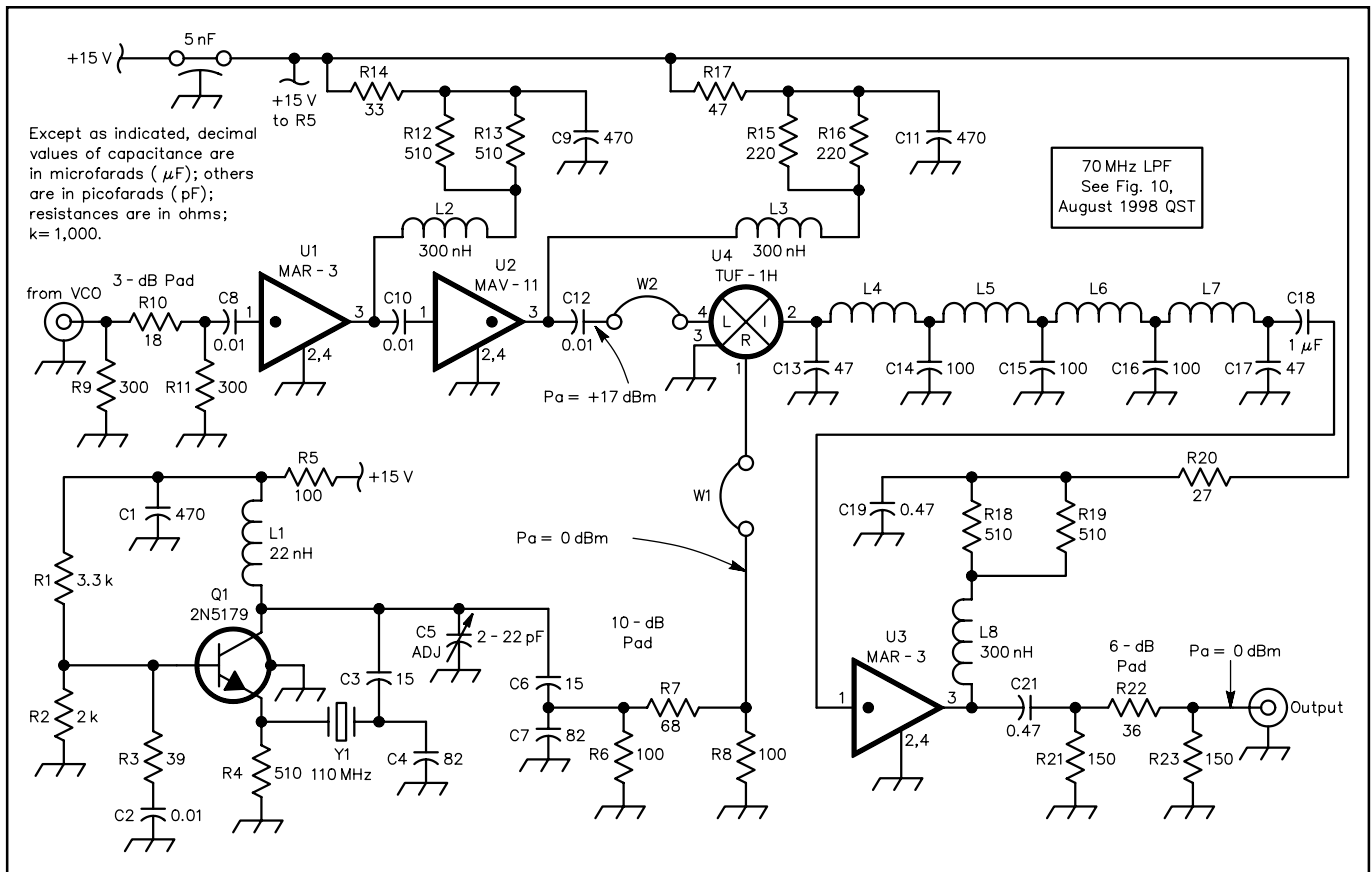 +15 V
5 nF
+15 V
to R5
R14
33
R12
510
R13
510
C9
470
R17
47
R15
220
R16
220
C11
470
Except as indicated, decimal
values of capacitance are
in microfarads ( µF); others
are in picofarads ( pF);
resistances are in ohms;
k= 1,000.
70 MHz LPF
See Fig. 10,
August 1998 QST
L2
300 nH
L3
300 nH
from VCO
3 - dB Pad
R10
18
R9
300
R11
300
C8
0.01
U1
MAR - 3
1
3
2,4
C10
0.01
U2
MAV - 11
1
3
2,4
C12
0.01
W2
Pa = +17 dBm
U4
TUF - 1H
4
3
L
I
R
2
1
L4
L5
L6
L7
C18
1 µF
C13
47
C14
100
C15
100
C16
100
C17
47
R5
100
+15 V
C1
470
L1
22 nH
R1
3.3 k
Q1
2N5179
R2
2 k
R3
39
C2
0.01
R4
510
Y1
110 MHz
C3
15
C4
82
C5
ADJ
2 - 22 pF
C6
15
C7
82
10 - dB
Pad
R7
68
R6
100
R8
100
W1
Pa = 0 dBm
R20
27
C19
0.47
R18
510
R19
510
L8
300 nH
U3
MAR - 3
1
3
2,4
C21
0.47
6 - dB
Pad
R22
36
R21
150
R23
150
Pa = 0 dBm
Output